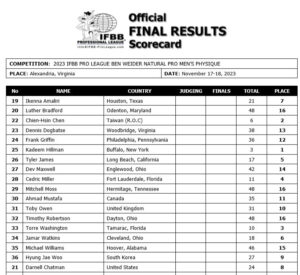 IFBB
PROFESSIONAL LEAGUE
Official
FINAL RESULTS
Scorecard
COMPETITION: 2023 IFBB PRO LEAGUE BEN WEIDER NATURAL PRO MEN'S PHYSIQUE
PLACE: Alexandria, Virginia DATE: November 17-18, 2023
No NAME COUNTRY JUDGING FINALS TOTAL PLACE
19 Amalini Houston, Texas 21 7
20 Luther Bradford Odenton, Maryland 48 16
22 Chien-Hsin Chen Taiwan (R.O.C) 6 2
23 Dennis Dogbatse Woodbridge, Virginia 38 13
24 Frank Griffin Philadelphia, Pennsylvania 36 12
25 Kadeem Hillman Buffalo, New York 3 1
26 Tyler James Long Beach, California 17 5
27 Dev Maxwell Englewood, Ohio 42 14
28 Cedric Miller Fort Lauderdale, Florida 11 4
29 Mitchell Moss Hermitage, Tennessee 48 16
30 Ahmad Mustafa Canada 35 11
31 Toby Owen United Kingdom 31 10
32 Timothy Robertson Dayton, Ohio 48 16
33 Torre Washington Tamarac, Florida 10 3
34 Jamar Watkins Cleveland, Ohio 18 6
35 Michael Williams Hoover, Alabama 46 15
36 Hyung Jae Woo South Korea 27 9
21 Darnell Chatman United States 24 8